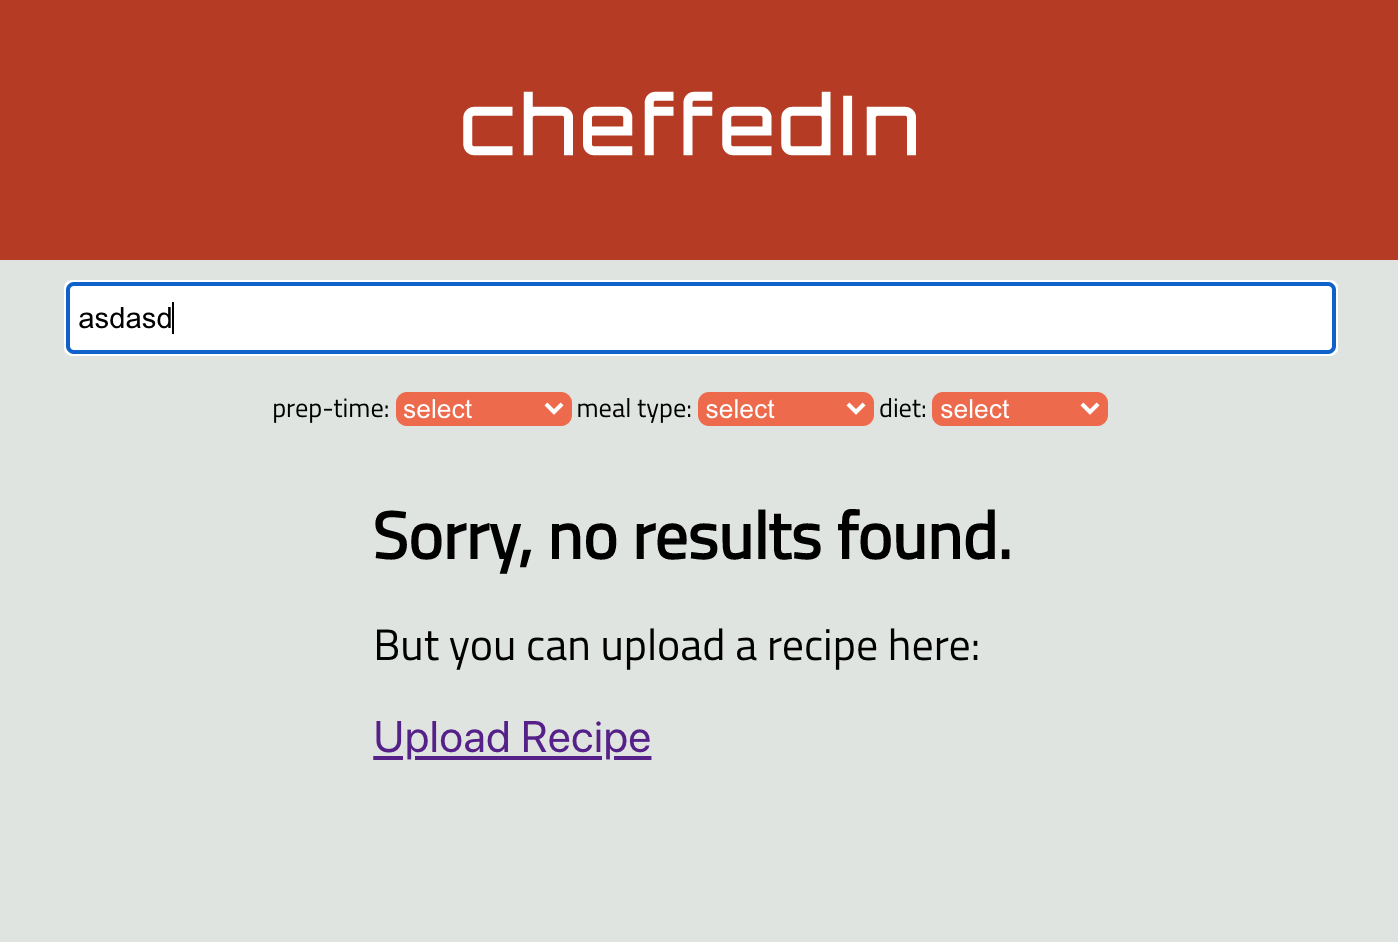 cheffedIn
asdasd
prep-time: select meal type: select diet: select
Sorry, no results found.
But you can upload a recipe here:
Upload Recipe